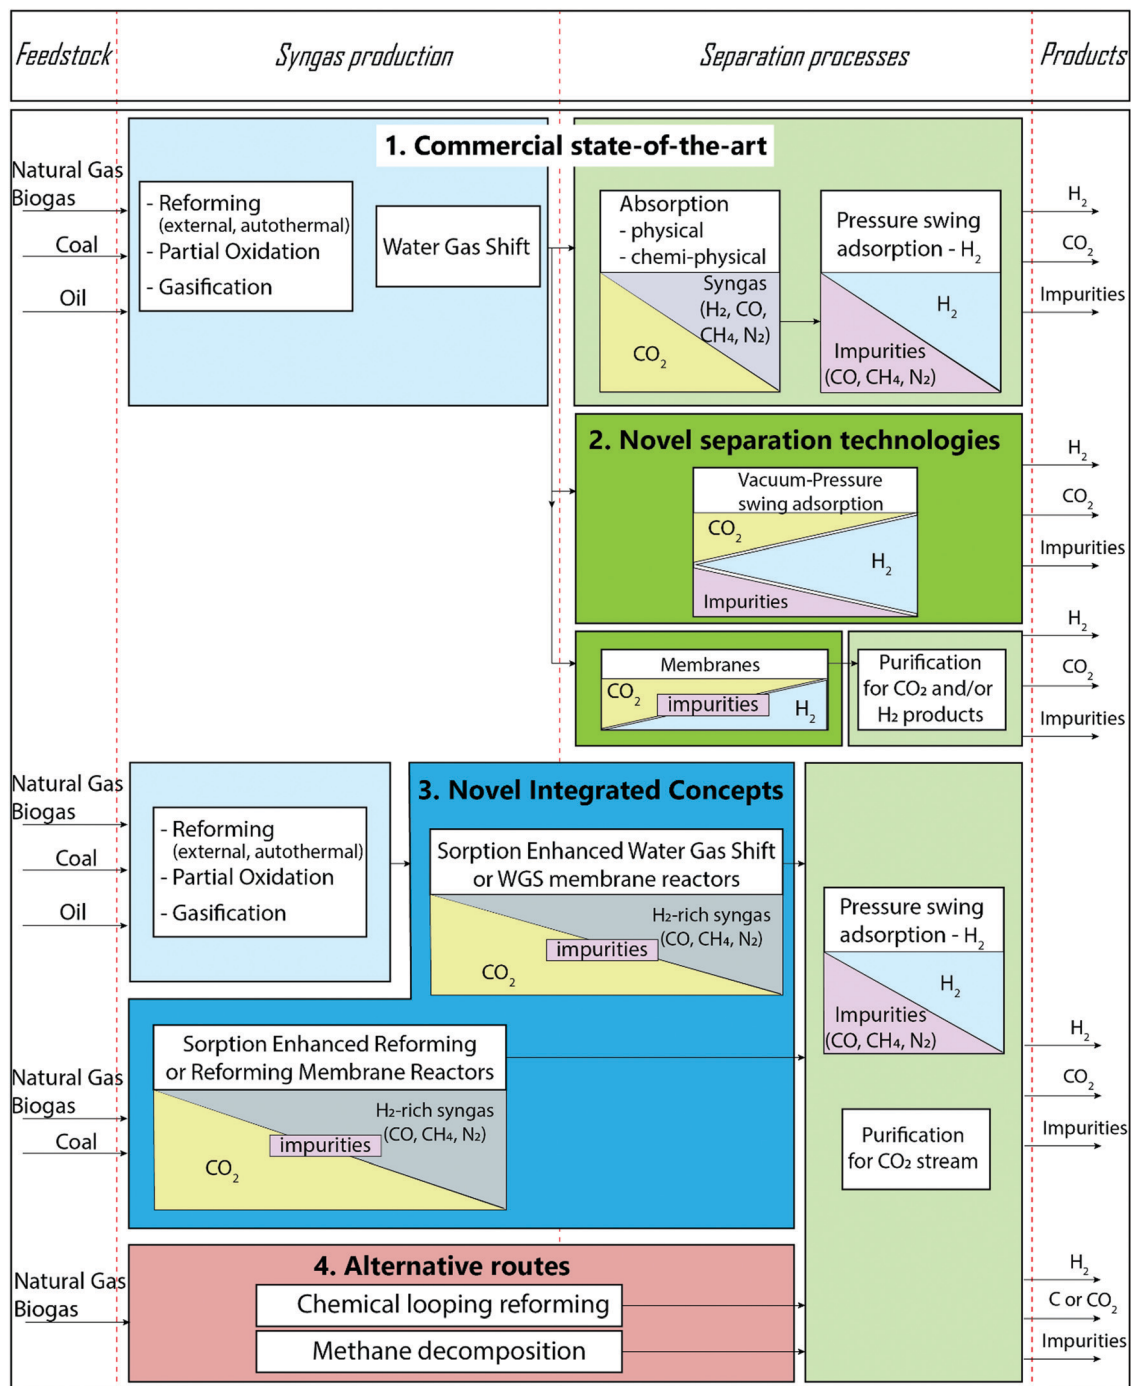 Feedstock
Syngas production
Separation processes
Products
1. Commercial state-of-the-art
Natural Gas
Biogas
Coal
Oil
- Reforming
(external, autothermal)
- Partial Oxidation
- Gasification
Water Gas Shift
Absorption
- physical
- chemi-physical
Syngas
(H₂, CO,
CH₄, N₂)
CO₂
Pressure swing
adsorption - H₂
H₂
Impurities
(CO, CH₄, N₂)
H₂
CO₂
Impurities
2. Novel separation technologies
Vacuum-Pressure
swing adsorption
CO₂
H₂
Impurities
H₂
CO₂
Impurities
Membranes
CO₂
impurities
H₂
Purification
for CO₂ and/or
H₂ products
H₂
CO₂
Impurities
Natural Gas
Biogas
Coal
Oil
- Reforming
(external, autothermal)
- Partial Oxidation
- Gasification
3. Novel Integrated Concepts
Sorption Enhanced Water Gas Shift
or WGS membrane reactors
H₂-rich syngas
(CO, CH₄, N₂)
impurities
CO₂
Natural Gas
Biogas
Coal
Sorption Enhanced Reforming
or Reforming Membrane Reactors
H₂-rich syngas
(CO, CH₄, N₂)
impurities
CO₂
Pressure swing
adsorption - H₂
H₂
Impurities
(CO, CH₄, N₂)
Purification
for CO₂ stream
H₂
CO₂
Impurities
4. Alternative routes
Natural Gas
Biogas
Chemical looping reforming
Methane decomposition
H₂
C or CO₂
Impurities